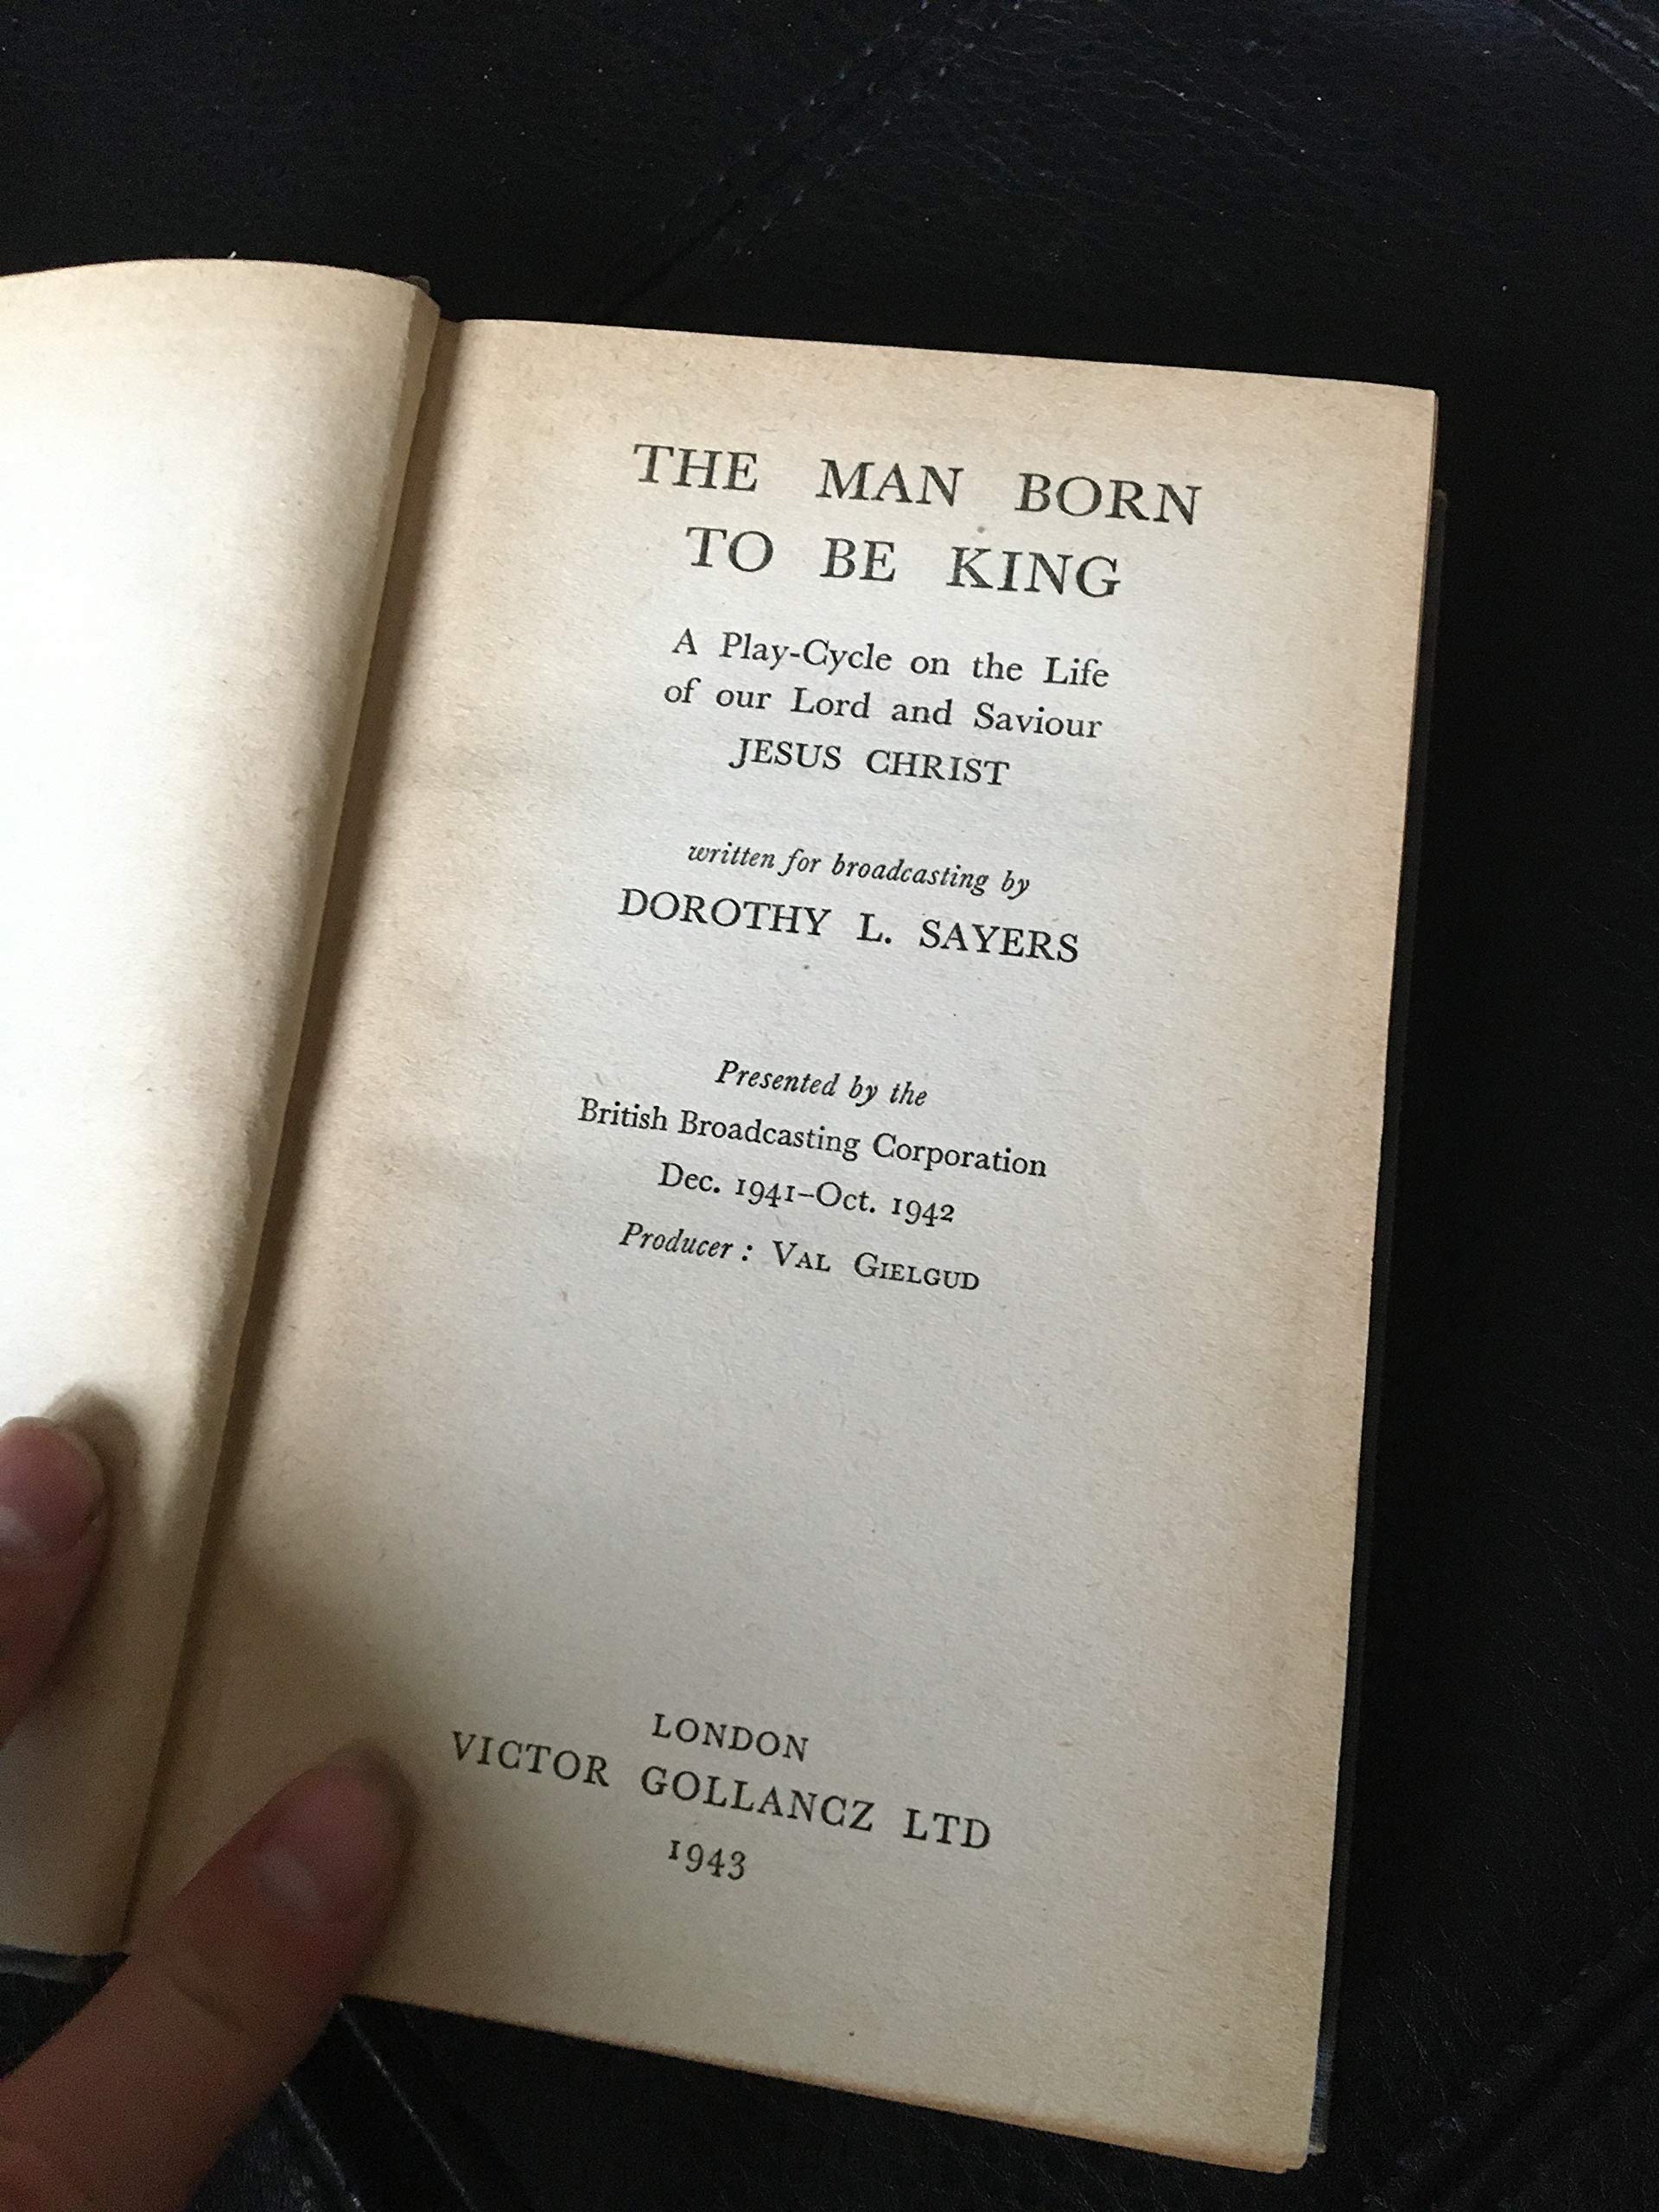 THE MAN BORN
TO BE KING
A Play-Cycle on the Life
of our Lord and Saviour
JESUS CHRIST
written for broadcasting by
DOROTHY L. SAYERS
Presented by the
British Broadcasting Corporation
Dec. 1941–Oct. 1942
Producer : VAL GIELGUD
LONDON
VICTOR GOLLANCZ LTD
1943